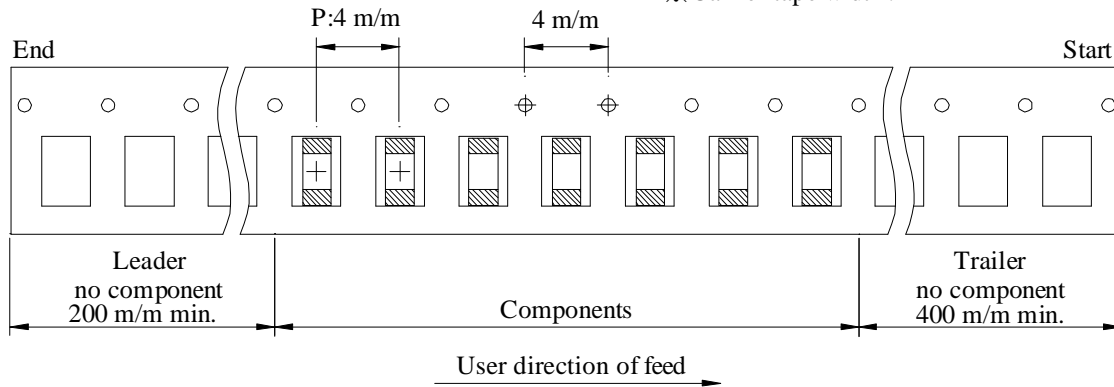 P:4 m/m
4 m/m
End
Start
Leader
no component
200 m/m min.
Components
Trailer
no component
400 m/m min.
User direction of feed